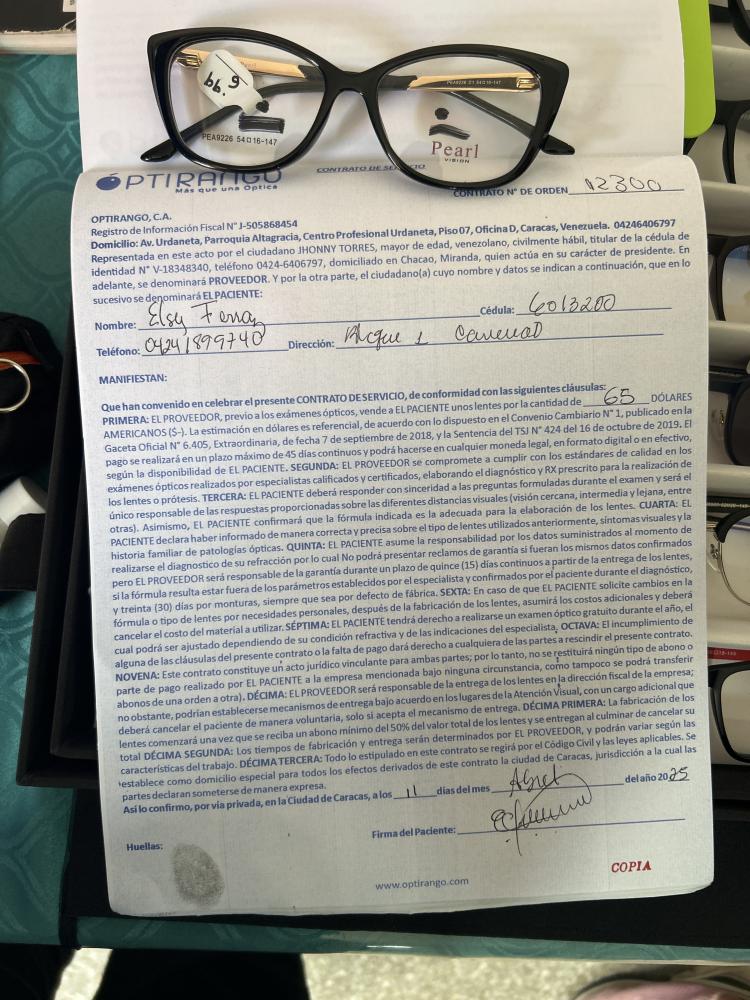 66.9
PEA9226 54□16-147
PEA9226 C1 54□16-147
Pearl
VISION
OPTIRANGO
Más que una Optica
CONTRATO DE SERVICIO
CONTRATO N° DE ORDEN 12300
OPTIRANGO, C.A.
Registro de Información Fiscal N° J-505868454
Domicilio: Av. Urdaneta, Parroquia Altagracia, Centro Profesional Urdaneta, Piso 07, Oficina D, Caracas, Venezuela. 04246406797
Representada en este acto por el ciudadano JHONNY TORRES, mayor de edad, venezolano, civilmente hábil, titular de la cédula de
identidad N° V-18348340, teléfono 0424-6406797, domiciliado en Chacao, Miranda, quien actúa en su carácter de presidente. En
adelante, se denominará PROVEEDOR. Y por la otra parte, el ciudadano(a) cuyo nombre y datos se indican a continuación, que en lo
sucesivo se denominará EL PACIENTE:
Nombre: Elsy Cédula: 6013200
Teléfono: 04241899740 Dirección:
MANIFIESTAN:
Que han convenido en celebrar el presente CONTRATO DE SERVICIO, de conformidad con las siguientes cláusulas:
PRIMERA: EL PROVEEDOR, previo a los exámenes ópticos, vende a EL PACIENTE unos lentes por la cantidad de 65 DÓLARES
AMERICANOS ($-). La estimación en dólares es referencial, de acuerdo con lo dispuesto en el Convenio Cambiario N° 1, publicado en la
Gaceta Oficial N° 6.405, Extraordinaria, de fecha 7 de septiembre de 2018, y la Sentencia del TSJ N° 424 del 16 de octubre de 2019. El
pago se realizará en un plazo máximo de 45 días continuos y podrá hacerse en cualquier moneda legal, en formato digital o en efectivo,
según la disponibilidad de EL PACIENTE. SEGUNDA: EL PROVEEDOR se compromete a cumplir con los estándares de calidad en los
exámenes ópticos realizados por especialistas calificados y certificados, elaborando el diagnóstico y RX prescrito para la realización de
los lentes o prótesis. TERCERA: EL PACIENTE deberá responder con sinceridad a las preguntas formuladas durante el examen y será el
único responsable de las respuestas proporcionadas sobre las diferentes distancias visuales (visión cercana, intermedia y lejana, entre
otras). Asimismo, EL PACIENTE confirmará que la fórmula indicada es la adecuada para la elaboración de los lentes. CUARTA: EL
PACIENTE declara haber informado de manera correcta y precisa sobre el tipo de lentes utilizados anteriormente, síntomas visuales y la
historia familiar de patologías ópticas. QUINTA: EL PACIENTE asume la responsabilidad por los datos suministrados al momento de
realizarse el diagnostico de su refracción por lo cual No podrá presentar reclamos de garantía si fueran los mismos datos confirmados
pero EL PROVEEDOR será responsable de la garantía durante un plazo de quince (15) días continuos a partir de la entrega de los lentes,
si la fórmula resulta estar fuera de los parámetros establecidos por el especialista y confirmados por el paciente durante el diagnóstico,
y treinta (30) días por monturas, siempre que sea por defecto de fábrica. SEXTA: En caso de que EL PACIENTE solicite cambios en la
fórmula o tipo de lentes por necesidades personales, después de la fabricación de los lentes, asumirá los costos adicionales y deberá
cancelar el costo del material a utilizar. SÉPTIMA: EL PACIENTE tendrá derecho a realizarse un examen óptico gratuito durante el año, el
cual podrá ser ajustado dependiendo de su condición refractiva y de las indicaciones del especialista. OCTAVA: El incumplimiento de
alguna de las cláusulas del presente contrato o la falta de pago dará derecho a cualquiera de las partes a rescindir el presente contrato.
NOVENA: Este contrato constituye un acto jurídico vinculante para ambas partes; por lo tanto, no se restituirá ningún tipo de abono o
parte de pago realizado por EL PACIENTE a la empresa mencionada bajo ninguna circunstancia, como tampoco se podrá transferir
abonos de una orden a otra). DÉCIMA: EL PROVEEDOR será responsable de la entrega de los lentes en la dirección fiscal de la empresa;
no obstante, podrían establecerse mecanismos de entrega bajo acuerdo en los lugares de la Atención Visual, con un cargo adicional que
deberá cancelar el paciente de manera voluntaria, solo si acepta el mecanismo de entrega. DÉCIMA PRIMERA: La fabricación de los
lentes comenzará una vez que se reciba un abono mínimo del 50% del valor total de los lentes y se entregan al culminar de cancelar su
total DÉCIMA SEGUNDA: Los tiempos de fabricación y entrega serán determinados por EL PROVEEDOR, y podrán variar según las
características del trabajo. DÉCIMA TERCERA: Todo lo estipulado en este contrato se regirá por el Código Civil y las leyes aplicables. Se
establece como domicilio especial para todos los efectos derivados de este contrato la ciudad de Caracas, jurisdicción a la cual las
partes declaran someterse de manera expresa.
Así lo confirmo, por vía privada, en la Ciudad de Caracas, a los 11 días del mes del año 2025
Firma del Paciente:
Huellas:
COPIA
www.optirango.com